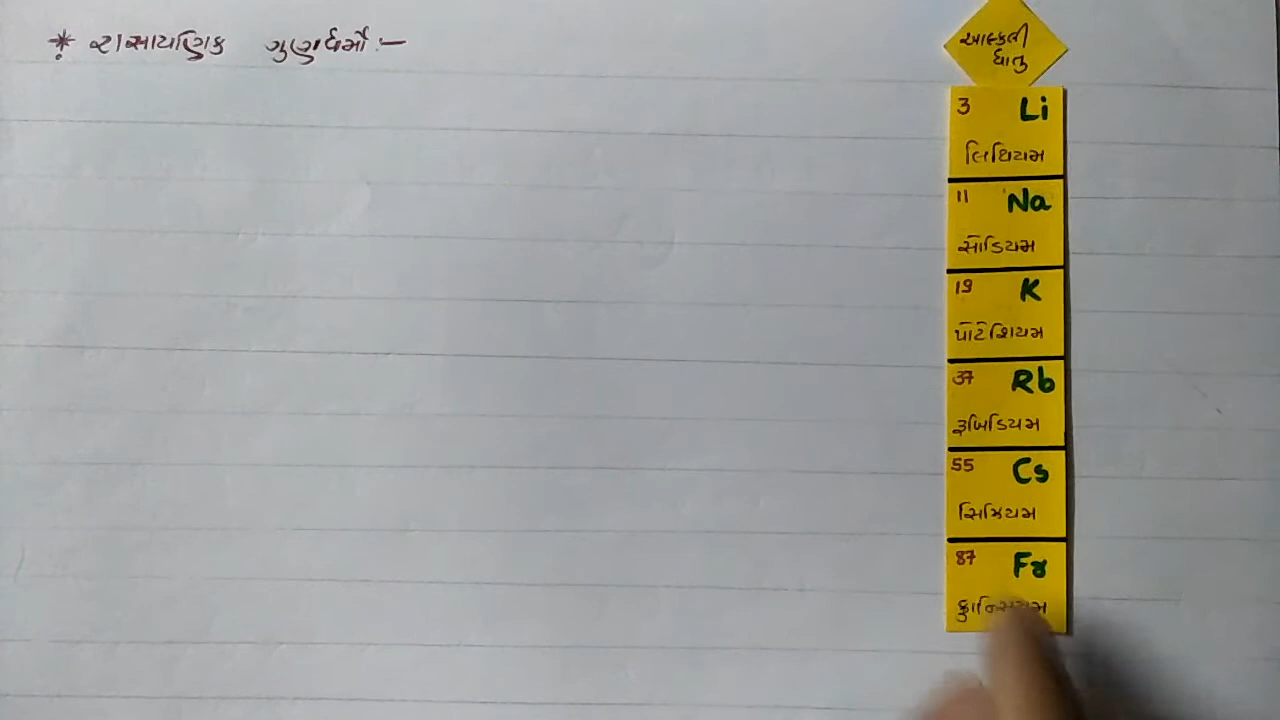 * રાસાયણિક ગુણધર્મો :-
આલ્કલી
ધાતુ
3 Li
લિથિયમ
11 Na
સોડિયમ
19 K
પોટેશિયમ
37 Rb
રૂબિડિયમ
55 Cs
સિઝિયમ
87 Fr
ફ્રાન્સિયમ